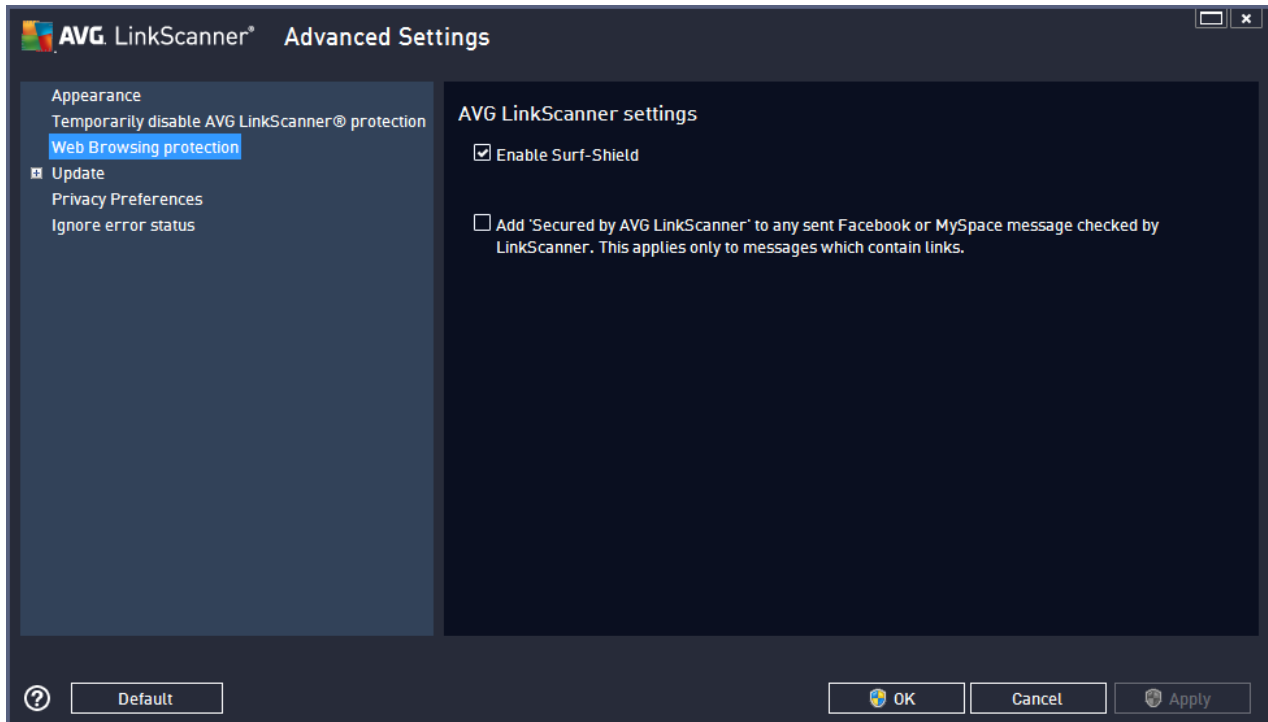 AVG. LinkScanner® Advanced Settings
Appearance
Temporarily disable AVG LinkScanner® protection
Web Browsing protection
Update
Privacy Preferences
Ignore error status
AVG LinkScanner settings
Enable Surf-Shield
Add 'Secured by AVG LinkScanner' to any sent Facebook or MySpace message checked by
LinkScanner. This applies only to messages which contain links.
Default
OK
Cancel
Apply